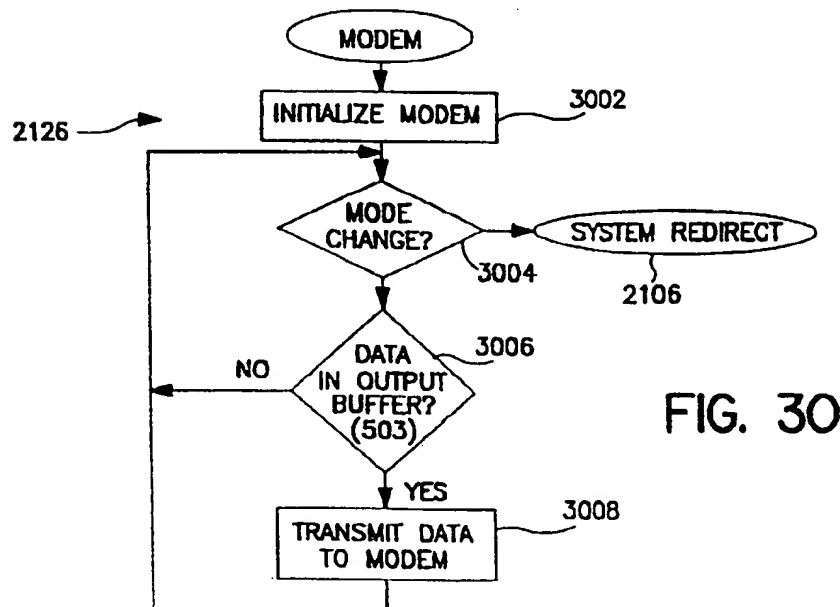 MODEM
INITIALIZE MODEM
3002
2126
MODE
CHANGE?
3004
SYSTEM REDIRECT
2106
DATA
IN OUTPUT
BUFFER?
(503)
3006
NO
FIG. 30
YES
TRANSMIT DATA
TO MODEM
3008